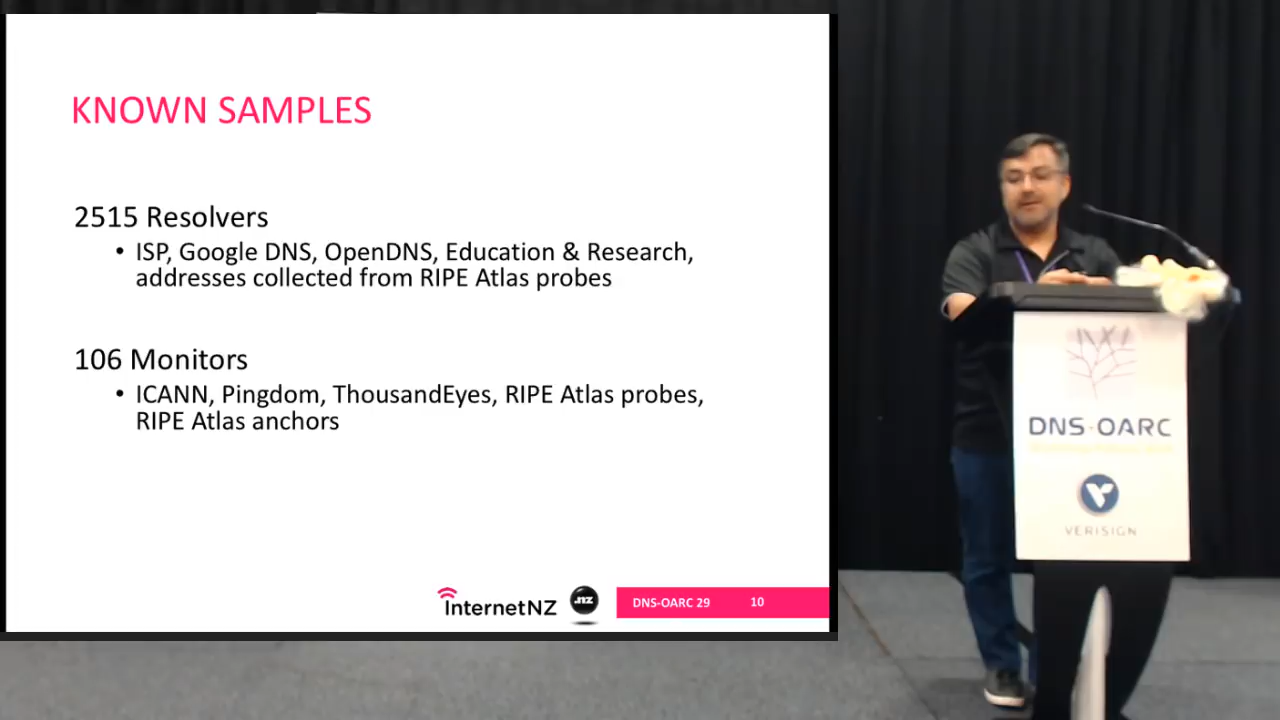 KNOWN SAMPLES
2515 Resolvers
• ISP, Google DNS, OpenDNS, Education & Research,
addresses collected from RIPE Atlas probes
106 Monitors
• ICANN, Pingdom, ThousandEyes, RIPE Atlas probes,
RIPE Atlas anchors
InternetNZ
.nz
DNS-OARC 29
10
DNS-OARC
VERISIGN